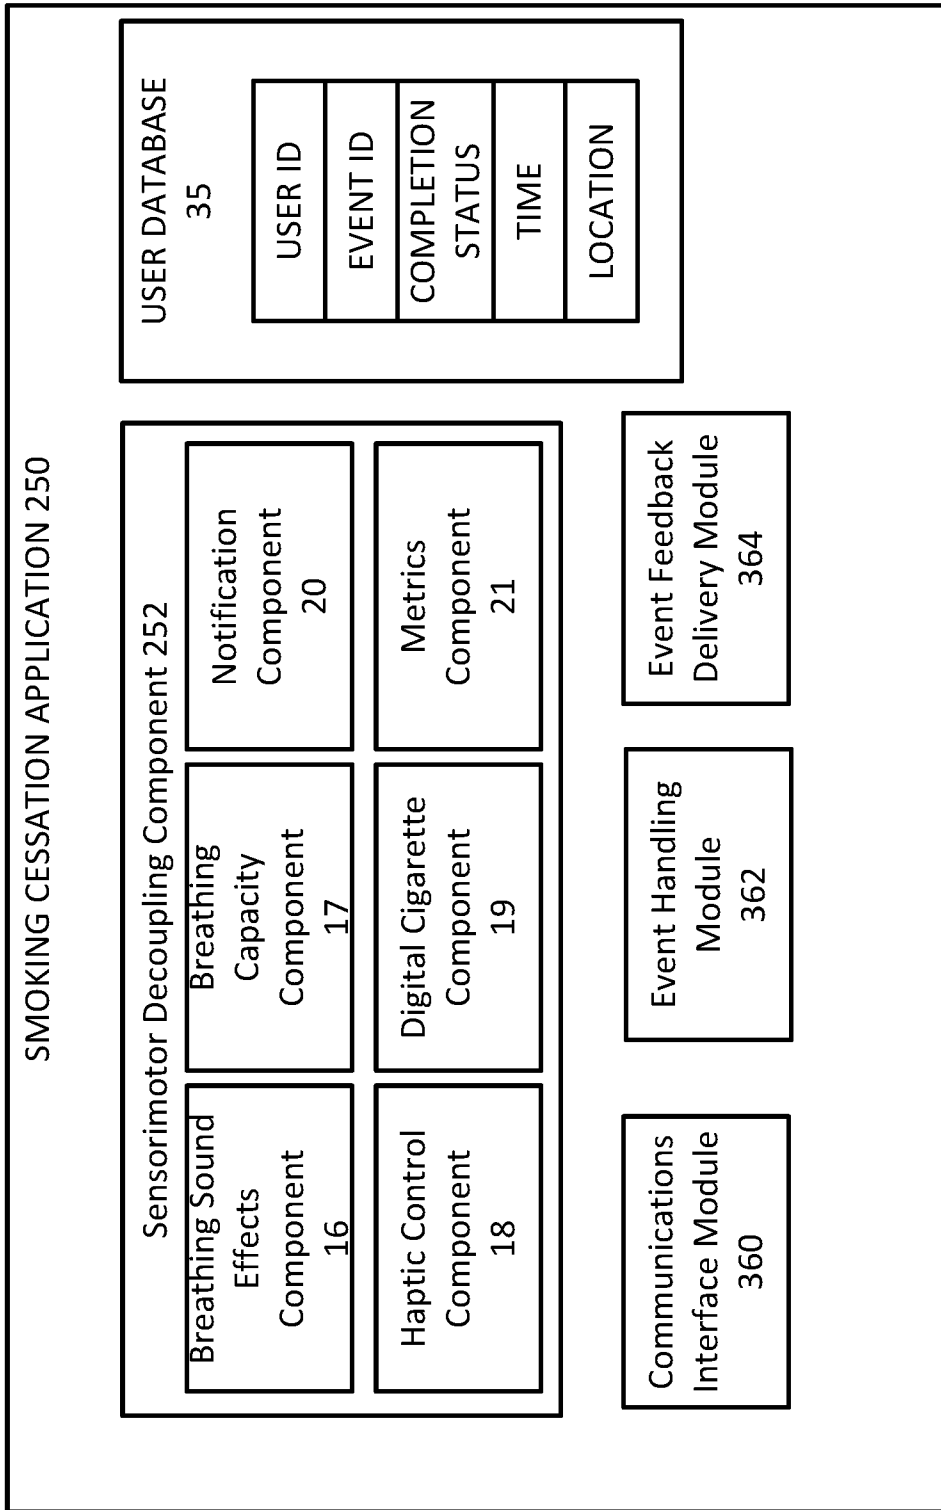 SMOKING CESSATION APPLICATION 250
Sensorimotor Decoupling Component 252
Breathing Sound
Effects
Component
16
Breathing
Capacity
Component
17
Notification
Component
20
Haptic Control
Component
18
Digital Cigarette
Component
19
Metrics
Component
21
USER DATABASE
35
USER ID
EVENT ID
COMPLETION
STATUS
TIME
LOCATION
Communications
Interface Module
360
Event Handling
Module
362
Event Feedback
Delivery Module
364